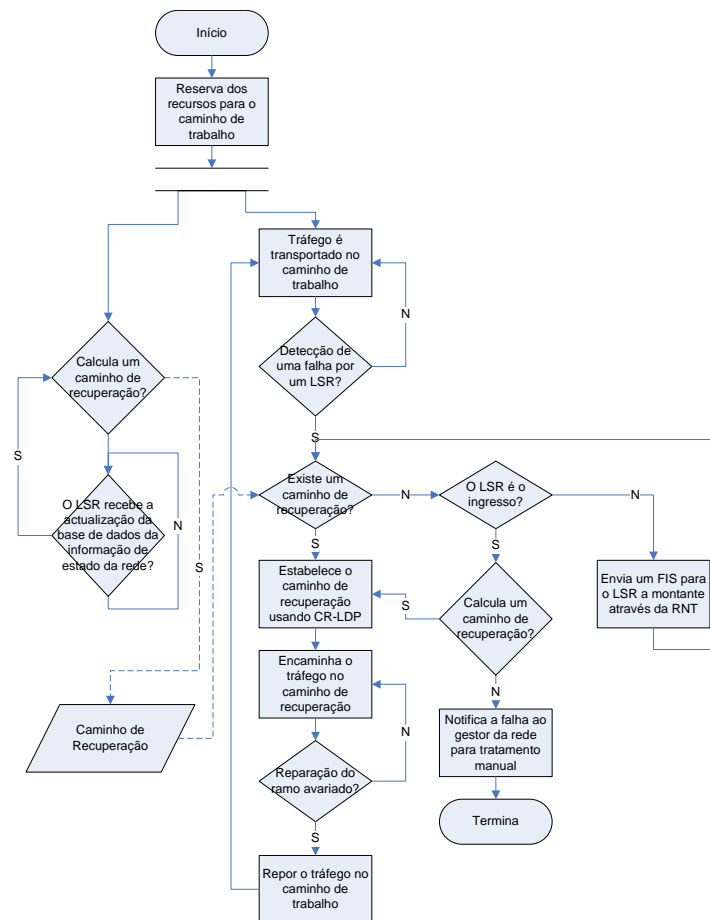 Início
Reserva dos
recursos para o
caminho de
trabalho
Tráfego é
transportado no
caminho de
trabalho
N
Detecção de
uma falha por
um LSR?
Calcula um
caminho de
recuperação?
S
S
Existe um
caminho de
recuperação?
N
O LSR é o
ingresso?
N
O LSR recebe a
actualização da
base de dados da
informação de
estado da rede?
N
S
S
S
S
Estabelece o
caminho de
recuperação
usando CR-LDP
S
Calcula um
caminho de
recuperação?
Envia um FIS para
o LSR a montante
através da RNT
Encaminha o
tráfego no
caminho de
recuperação
N
N
Caminho de
Recuperação
Notifica a falha ao
gestor da rede
para tratamento
manual
Reparação do
ramo avariado?
S
Termina
Repor o tráfego no
caminho de
trabalho